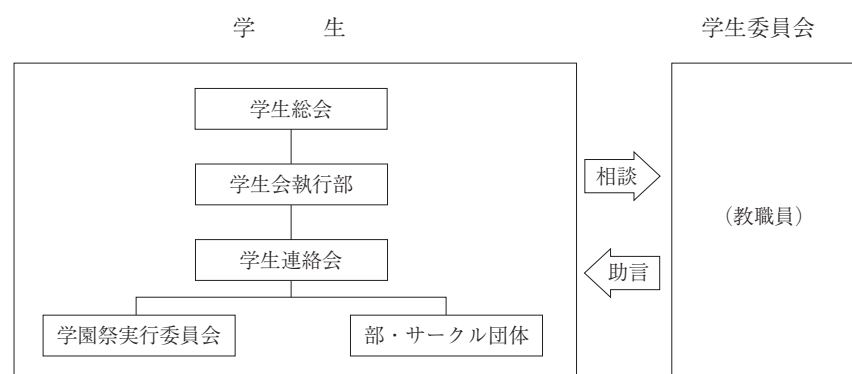 学　生
学生委員会
学生総会
学生会執行部
学生連絡会
学園祭実行委員会
部・サークル団体
相談
助言
（教職員）